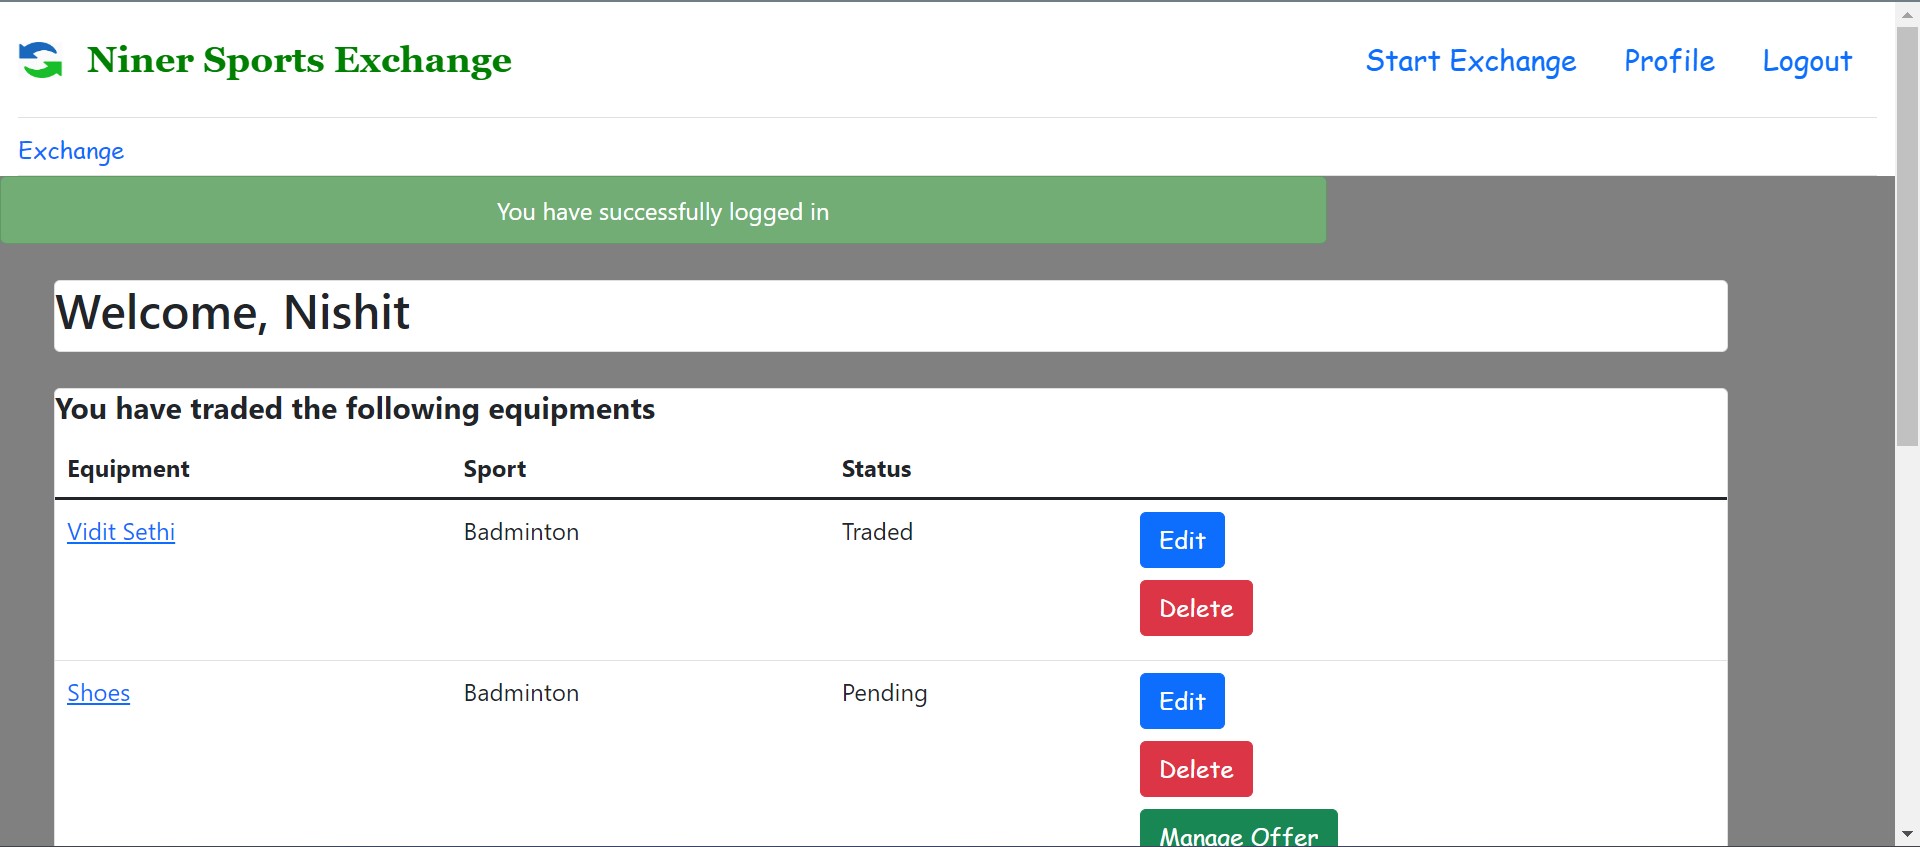 Niner Sports Exchange
Start Exchange Profile Logout
Exchange
You have successfully logged in
Welcome, Nishit
You have traded the following equipments
Equipment Sport Status
Vidit Sethi Badminton Traded Edit
Delete
Shoes Badminton Pending Edit
Delete
Manage Offer